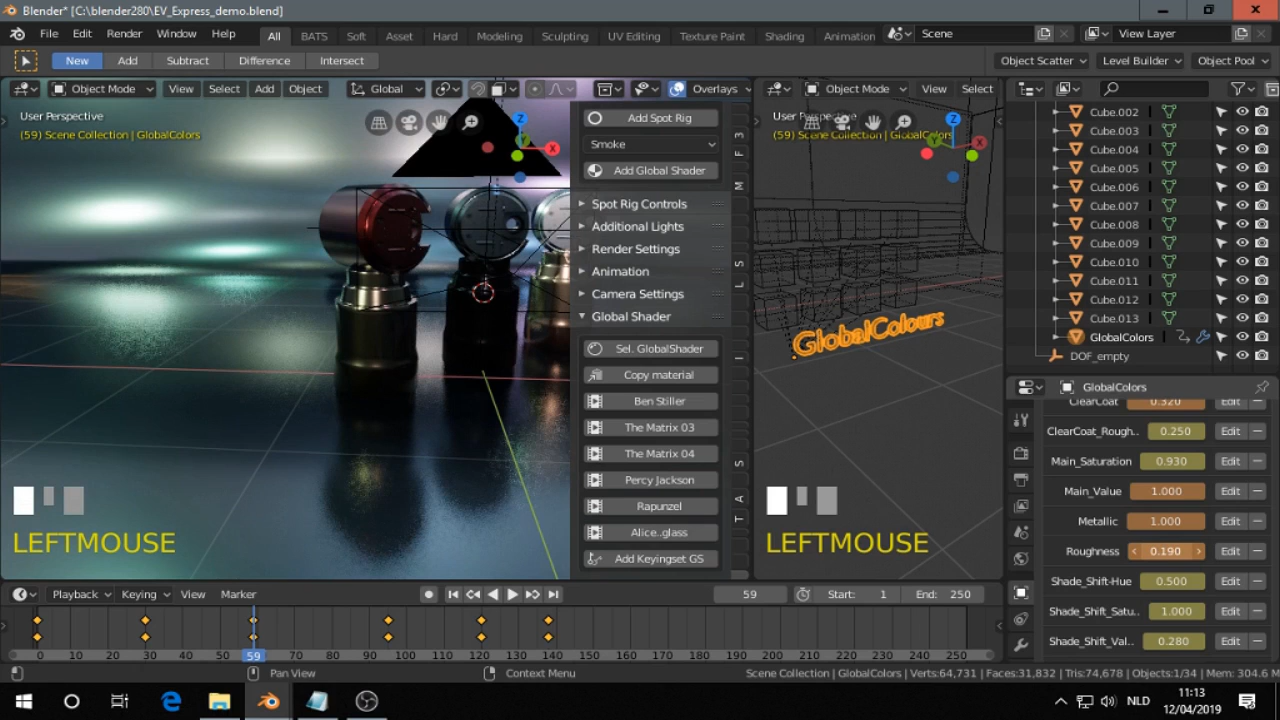 Blender* [C:\blender280\EV_Express_demo.blend]
File Edit Render Window Help All BATS Soft Asset Hard Modeling Sculpting UV Editing Texture Paint Shading Animation Scene View Layer
New Add Subtract Difference Intersect Object Scatter Level Builder Object Pool
Object Mode View Select Add Object Global Overlays Object Mode View Select
User Perspective
(59) Scene Collection | GlobalColors
Z
X
Add Spot Rig
Smoke
Add Global Shader
Spot Rig Controls
Additional Lights
Render Settings
Animation
Camera Settings
Global Shader
Sel. GlobalShader
Copy material
Ben Stiller
The Matrix 03
The Matrix 04
Percy Jackson
Rapunzel
Alice..glass
Add Keyingset GS
3
F
M
S
L
I
S
A
T
LEFTMOUSE
User Perspective
(59) Scene Collection | GlobalColors
Z
Y
X
GlobalColours
LEFTMOUSE
Cube.002
Cube.003
Cube.004
Cube.005
Cube.006
Cube.007
Cube.008
Cube.009
Cube.010
Cube.011
Cube.012
Cube.013
GlobalColors
DOF_empty
GlobalColors
ClearCoat 0.320 Edit
ClearCoat_Rough.. 0.250 Edit
Main_Saturation 0.930 Edit
Main_Value 1.000 Edit
Metallic 1.000 Edit
Roughness 0.190 Edit
Shade_Shift-Hue 0.500 Edit
Shade_Shift_Satu.. 1.000 Edit
Shade_Shift_Val.. 0.280 Edit
Playback Keying View Marker 59 Start: 1 End: 250
0 10 20 30 40 50 59 70 80 90 100 110 120 130 140 150 160 170 180 190 200 210 220 230 240 250
Pan View Context Menu Scene Collection | GlobalColors | Verts:64,731 | Faces:31,832 | Tris:74,678 | Objects:1/34 | Mem: 304.6 M
NLD
11:13
12/04/2019